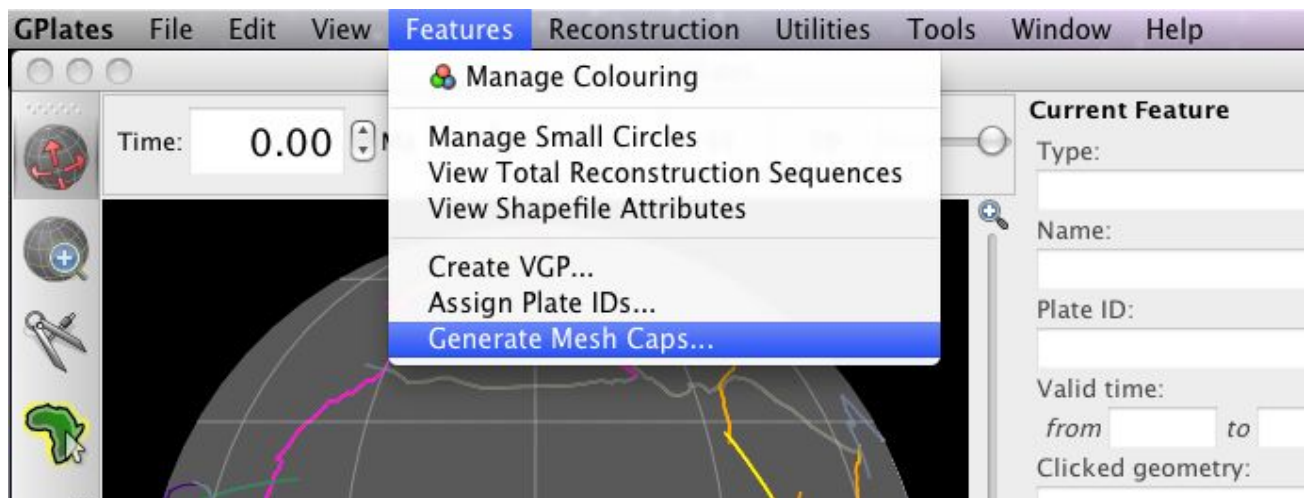 GPlates File Edit View Features Reconstruction Utilities Tools Window Help
Manage Colouring
Manage Small Circles
View Total Reconstruction Sequences
View Shapefile Attributes
Create VGP...
Assign Plate IDs...
Generate Mesh Caps...
Time: 0.00
Current Feature
Type:
Name:
Plate ID:
Valid time:
from to
Clicked geometry: